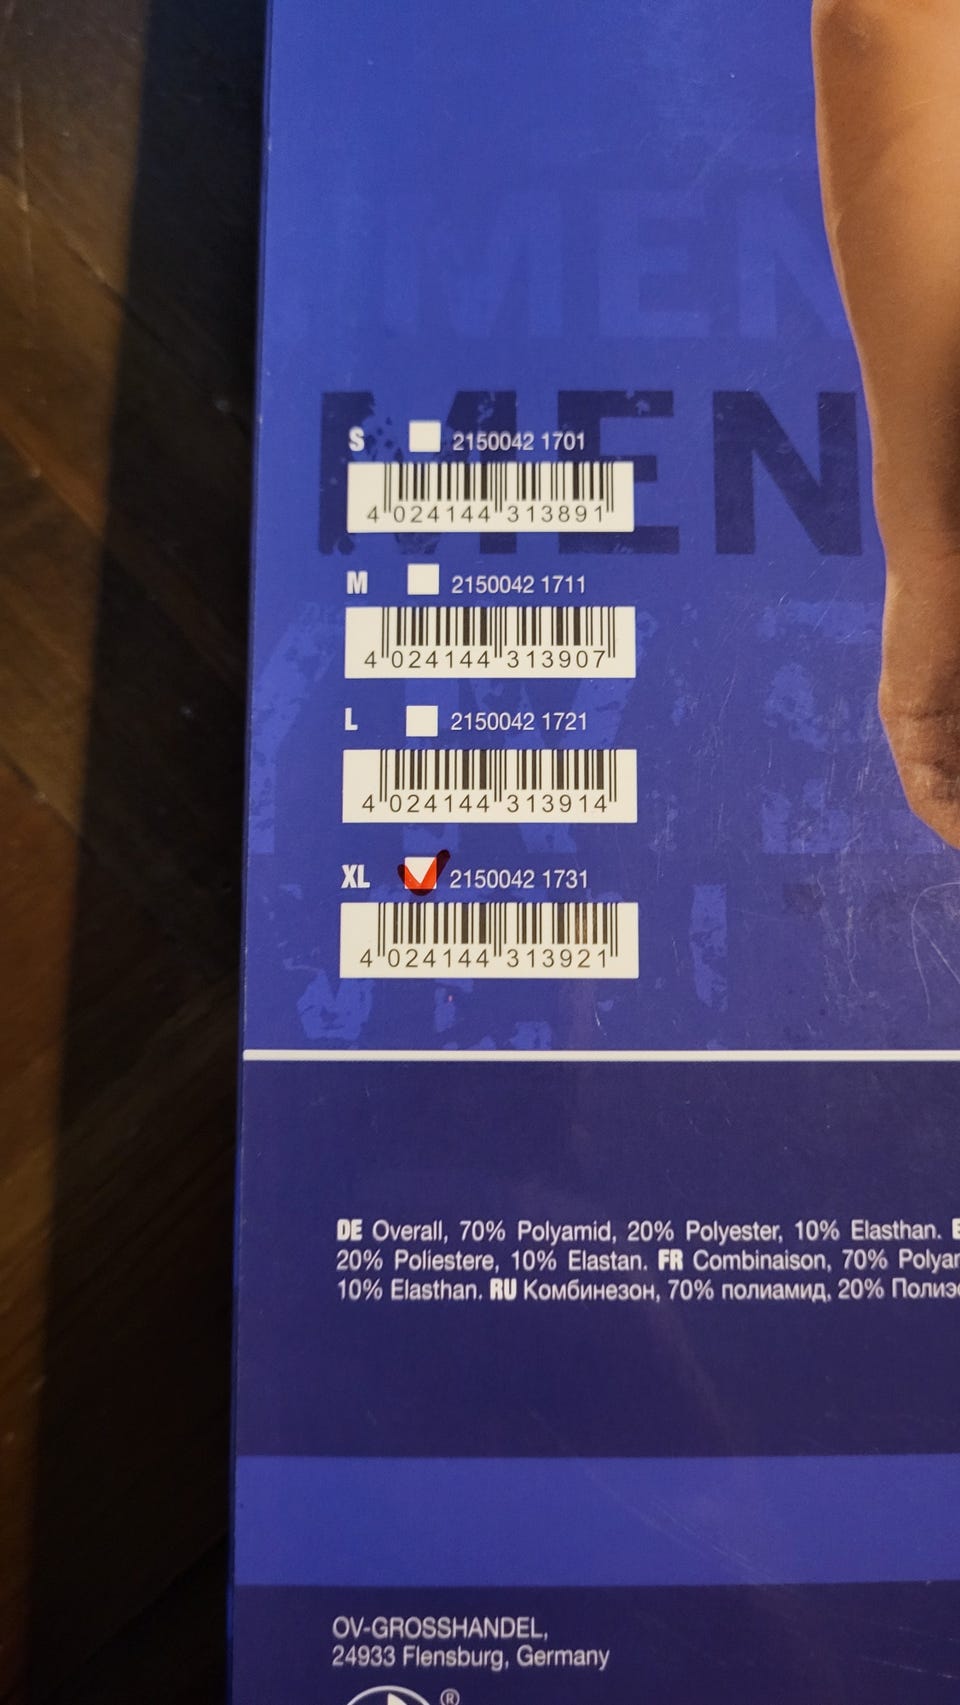 MEN
MEN
S 2150042 1701
4 024144 313891
M 2150042 1711
4 024144 313907
L 2150042 1721
4 024144 313914
XL 2150042 1731
4 024144 313921
DE Overall, 70% Polyamid, 20% Polyester, 10% Elasthan.
20% Poliestere, 10% Elastan. FR Combinaison, 70%
10% Elasthan. RU Комбинезон, 70% полиамид, 20%
OV-GROSSHANDEL,
24933 Flensburg, Germany
®